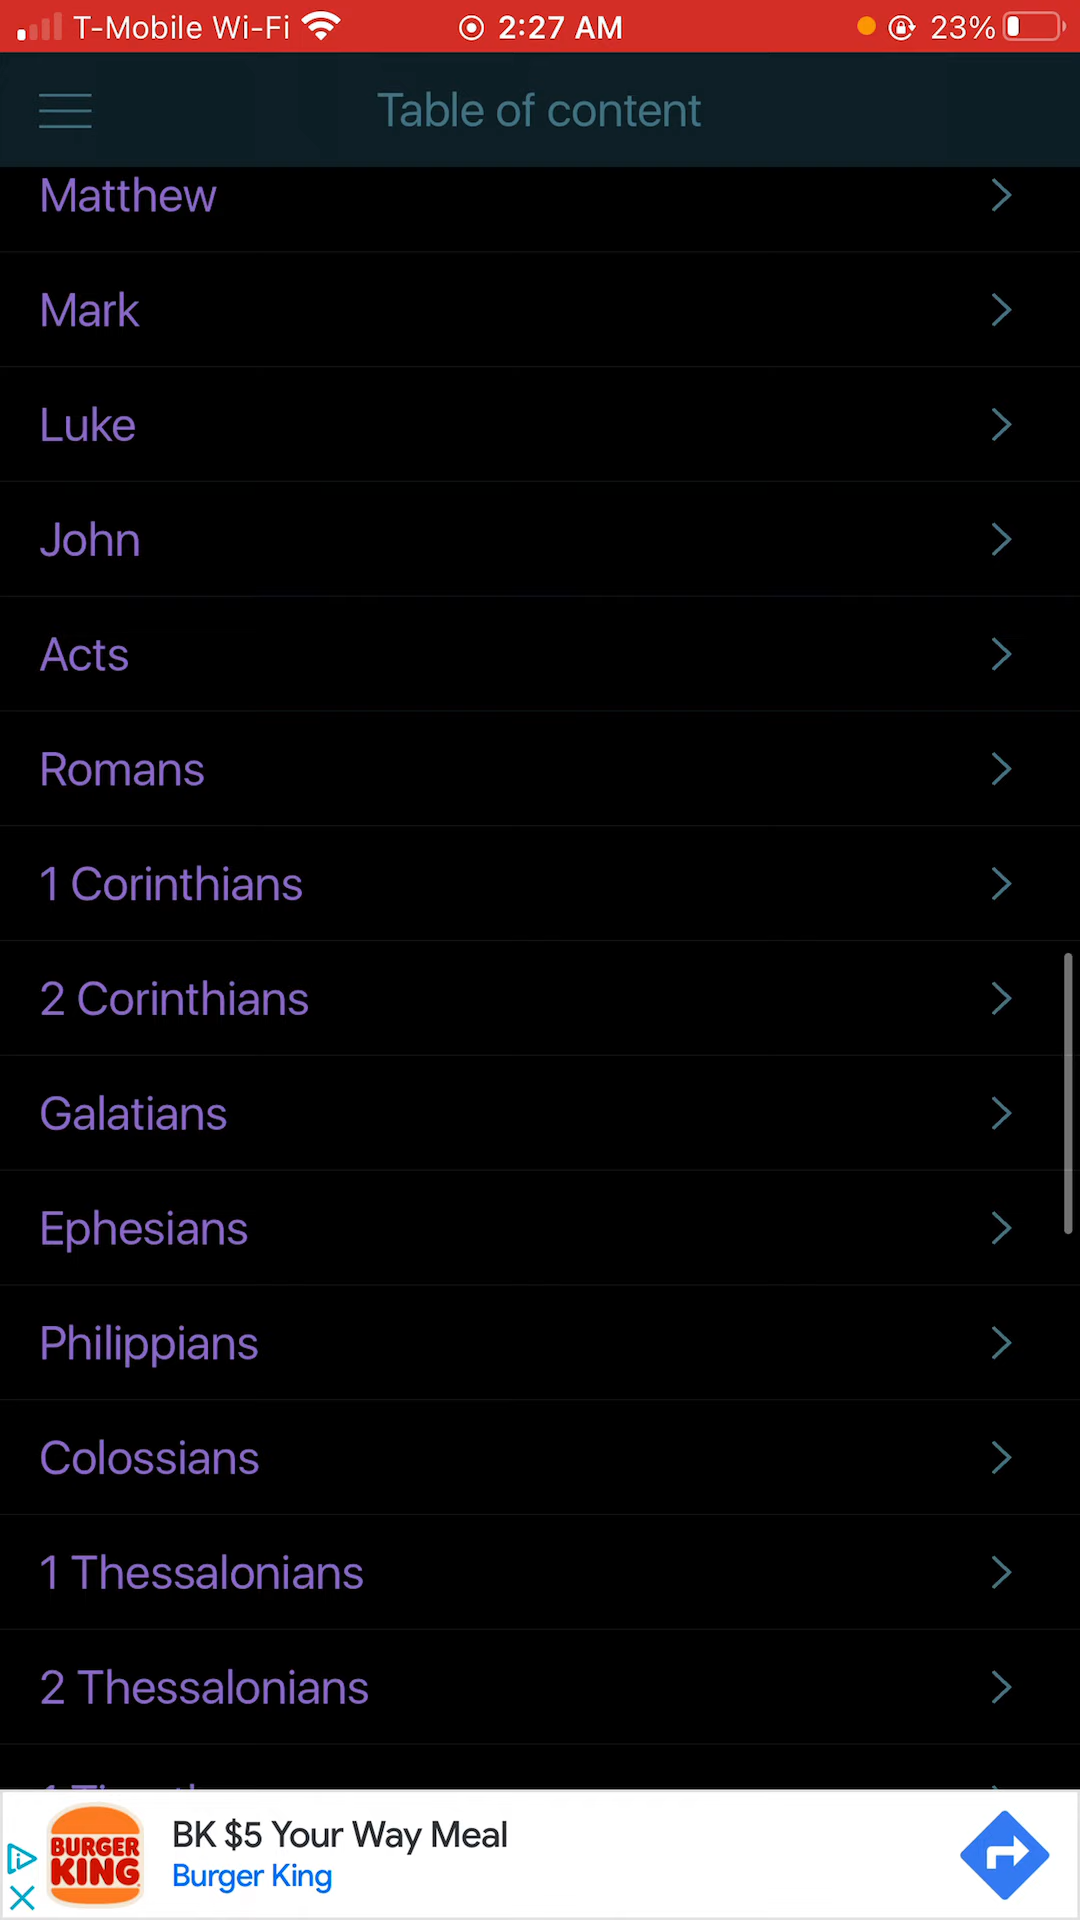 T-Mobile Wi-Fi 2:27 AM 23%
Table of content
Matthew
Mark
Luke
John
Acts
Romans
1 Corinthians
2 Corinthians
Galatians
Ephesians
Philippians
Colossians
1 Thessalonians
2 Thessalonians
BURGER
KING
BK $5 Your Way Meal
Burger King